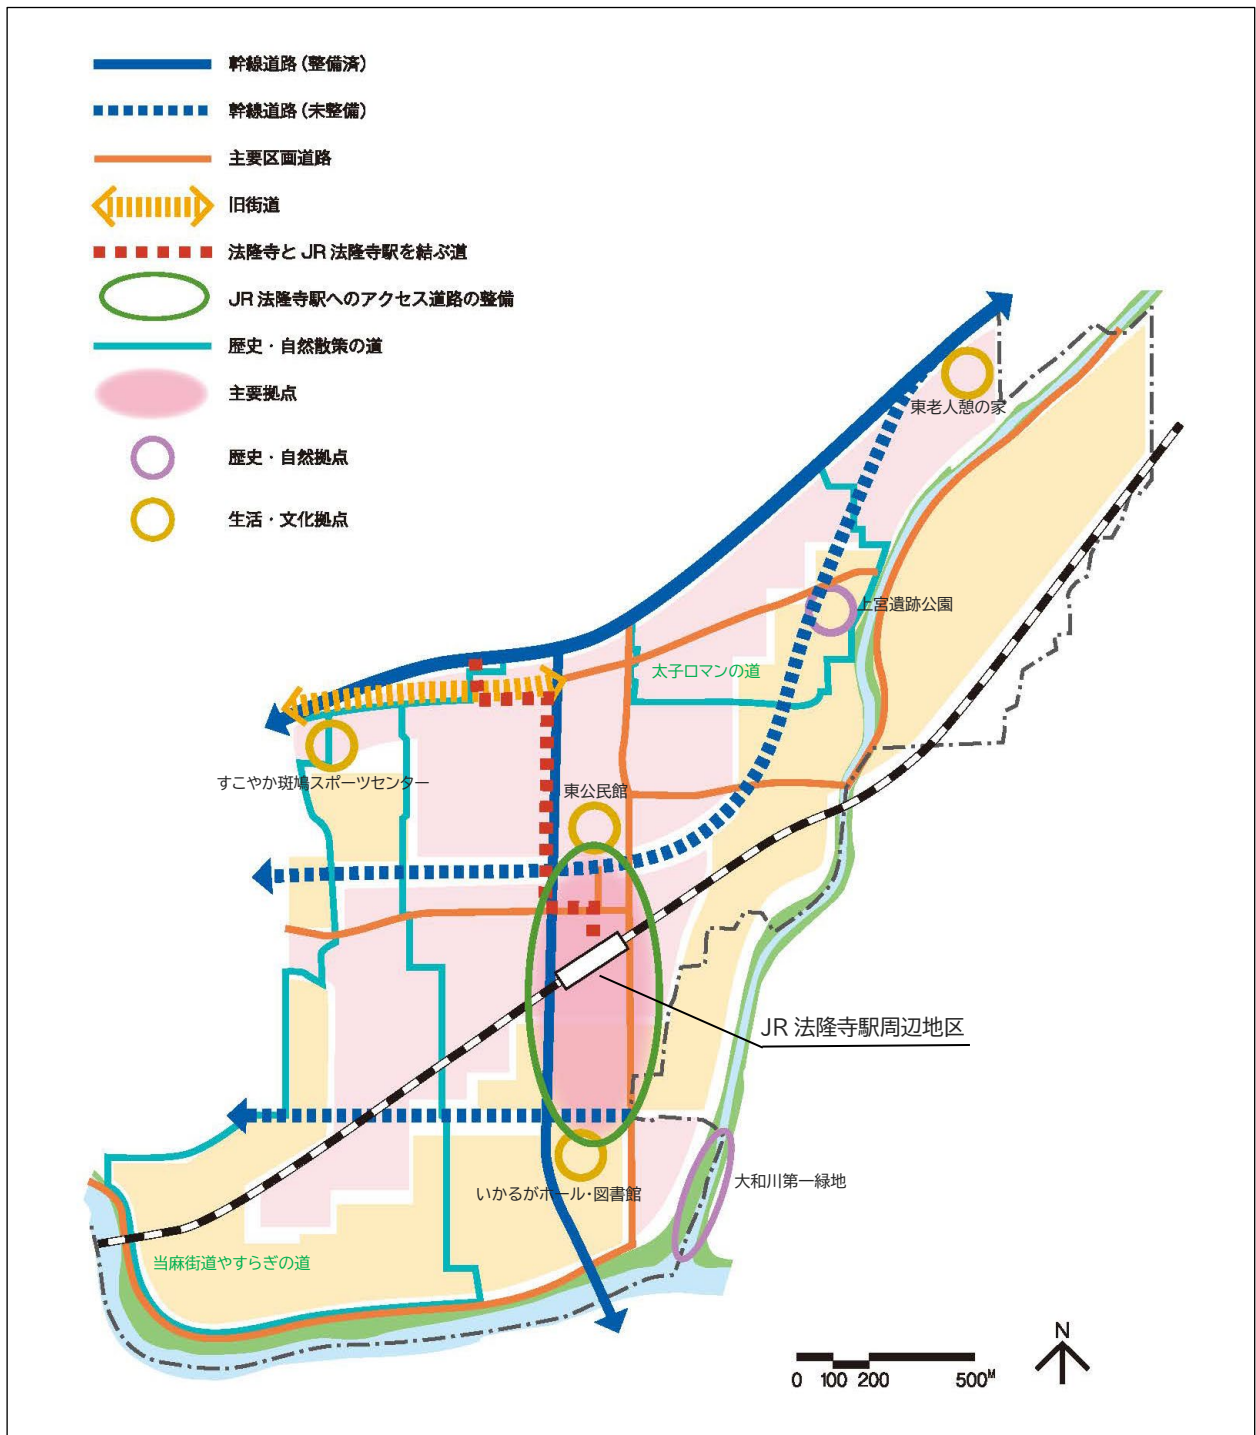 幹線道路（整備済）
幹線道路（未整備）
主要区画道路
旧街道
法隆寺と JR 法隆寺駅を結ぶ道
JR 法隆寺駅へのアクセス道路の整備
歴史・自然散策の道
主要拠点
歴史・自然拠点
生活・文化拠点
東老人憩の家
上宮遺跡公園
太子ロマンの道
すこやか斑鳩スポーツセンター
東公民館
JR 法隆寺駅周辺地区
大和川第一緑地
いかるがホール・図書館
当麻街道やすらぎの道
N
0 100 200 500M